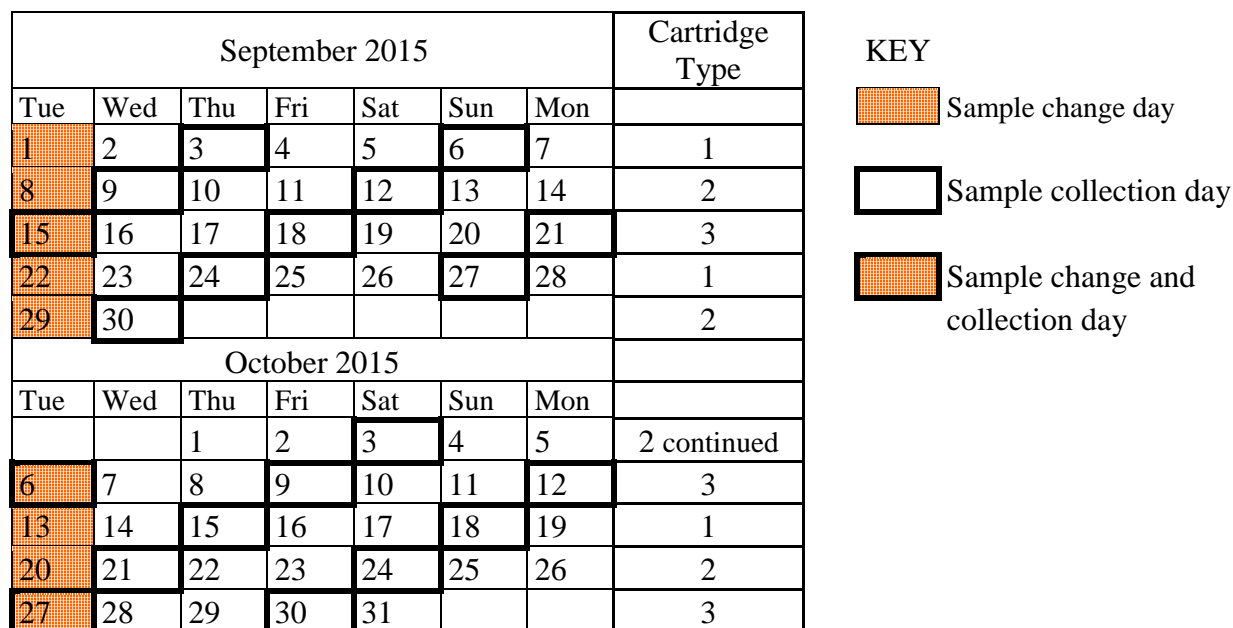 September 2015 Cartridge Type
Tue Wed Thu Fri Sat Sun Mon
1 2 3 4 5 6 7 1
8 9 10 11 12 13 14 2
15 16 17 18 19 20 21 3
22 23 24 25 26 27 28 1
29 30 2
October 2015
Tue Wed Thu Fri Sat Sun Mon
1 2 3 4 5 2 continued
6 7 8 9 10 11 12 3
13 14 15 16 17 18 19 1
20 21 22 23 24 25 26 2
27 28 29 30 31 3
KEY
Sample change day
Sample collection day
Sample change and
collection day